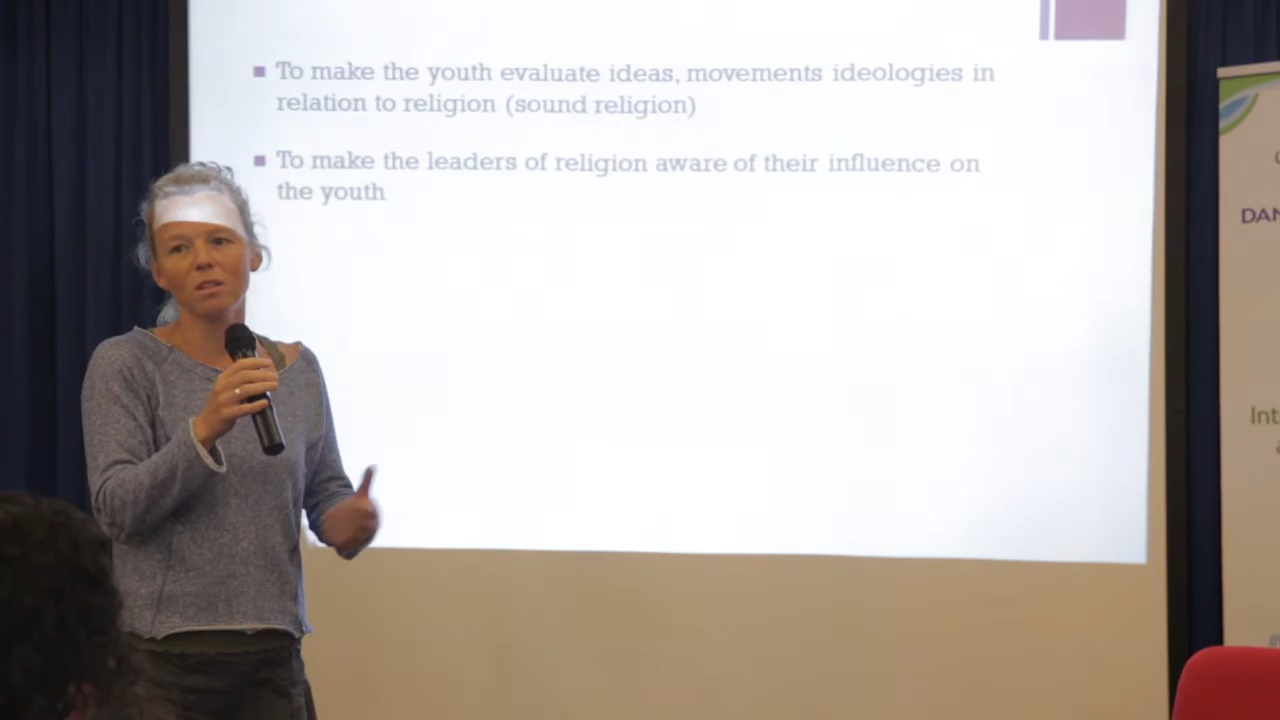 To make the youth evaluate ideas, movements ideologies in
relation to religion (sound religion)
To make the leaders of religion aware of their influence on
the youth
DAN
Int